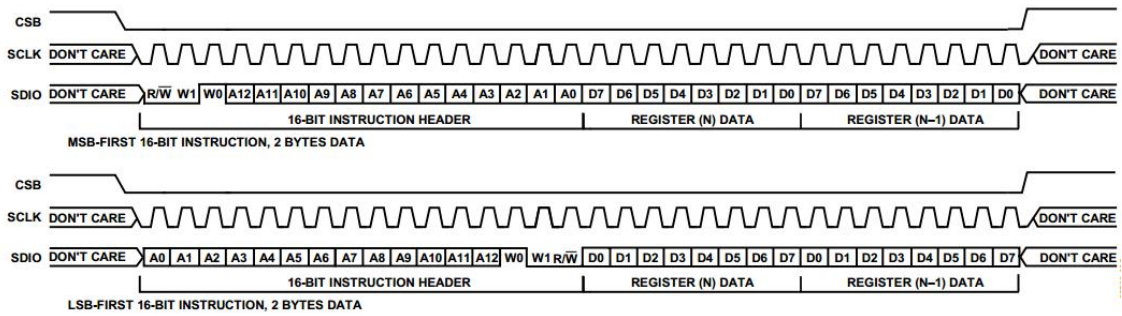 CSB
SCLK DON'T CARE DON'T CARE
SDIO DON'T CARE R/W̅ W1 W0 A12 A11 A10 A9 A8 A7 A6 A5 A4 A3 A2 A1 A0 D7 D6 D5 D4 D3 D2 D1 D0 D7 D6 D5 D4 D3 D2 D1 D0 DON'T CARE
16-BIT INSTRUCTION HEADER REGISTER (N) DATA REGISTER (N–1) DATA
MSB-FIRST 16-BIT INSTRUCTION, 2 BYTES DATA
CSB
SCLK DON'T CARE DON'T CARE
SDIO DON'T CARE A0 A1 A2 A3 A4 A5 A6 A7 A8 A9 A10 A11 A12 W0 W1 R/W̅ D0 D1 D2 D3 D4 D5 D6 D7 D0 D1 D2 D3 D4 D5 D6 D7 DON'T CARE
16-BIT INSTRUCTION HEADER REGISTER (N) DATA REGISTER (N–1) DATA
LSB-FIRST 16-BIT INSTRUCTION, 2 BYTES DATA